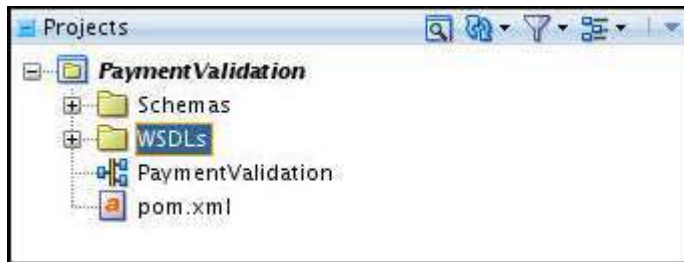 Projects
PaymentValidation
Schemas
WSDLs
PaymentValidation
pom.xml